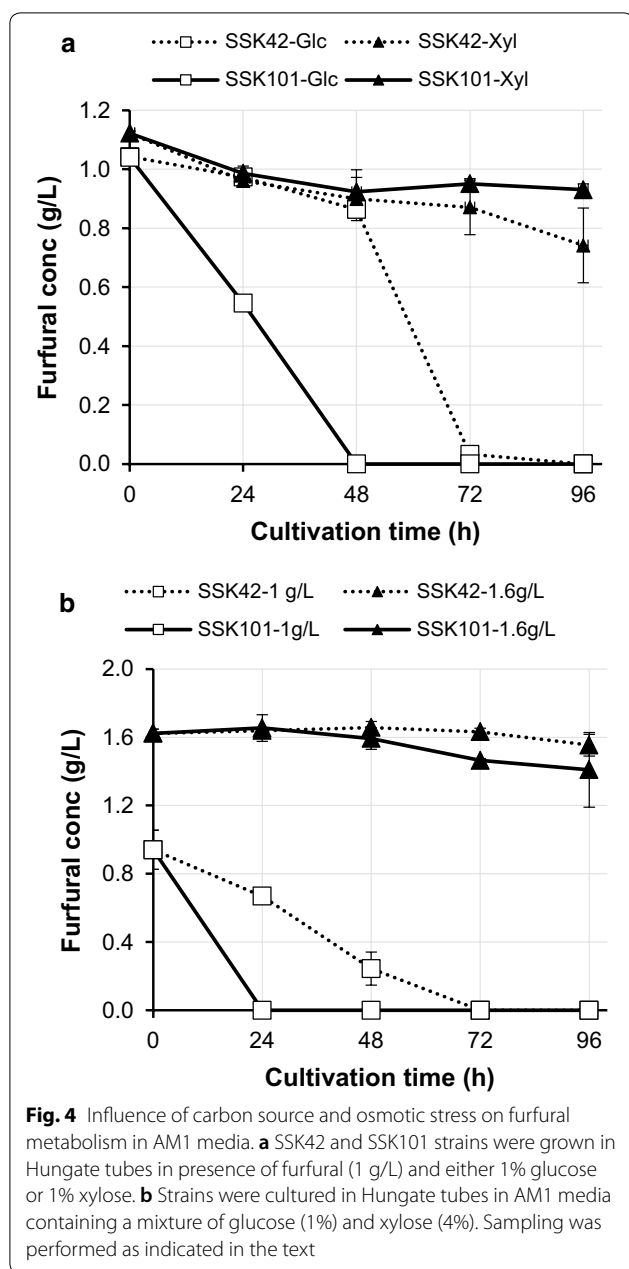 a
SSK42-Glc SSK42-Xyl
SSK101-Glc SSK101-Xyl
1.2
1.0
0.8
0.6
0.4
0.2
0.0
Furfural conc (g/L)
0 24 48 72 96
Cultivation time (h)
b
SSK42-1 g/L SSK42-1.6g/L
SSK101-1g/L SSK101-1.6g/L
2.0
1.6
1.2
0.8
0.4
0.0
Furfural conc (g/L)
0 24 48 72 96
Cultivation time (h)
Fig. 4 Influence of carbon source and osmotic stress on furfural
metabolism in AM1 media. a SSK42 and SSK101 strains were grown in
Hungate tubes in presence of furfural (1 g/L) and either 1% glucose
or 1% xylose. b Strains were cultured in Hungate tubes in AM1 media
containing a mixture of glucose (1%) and xylose (4%). Sampling was
performed as indicated in the text